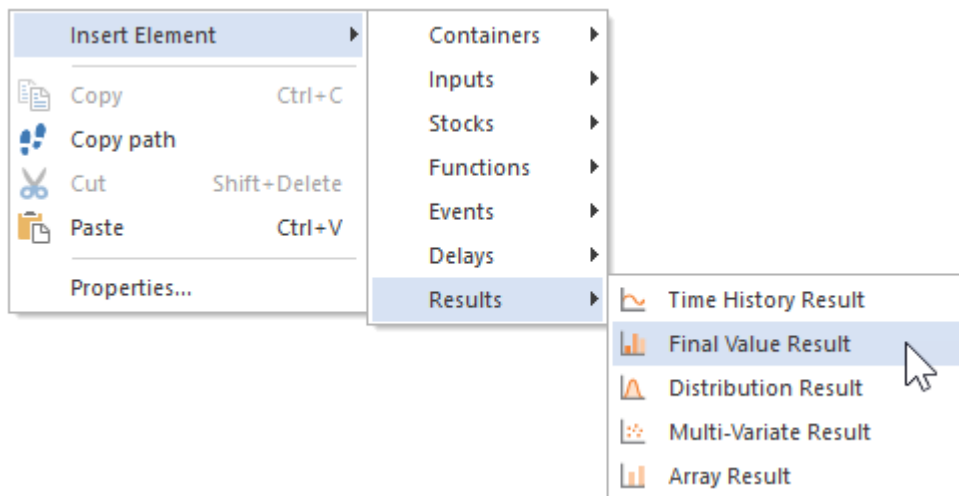 Insert Element
Copy Ctrl+C
Copy path
Cut Shift+Delete
Paste Ctrl+V
Properties...
Containers
Inputs
Stocks
Functions
Events
Delays
Results
Time History Result
Final Value Result
Distribution Result
Multi-Variate Result
Array Result